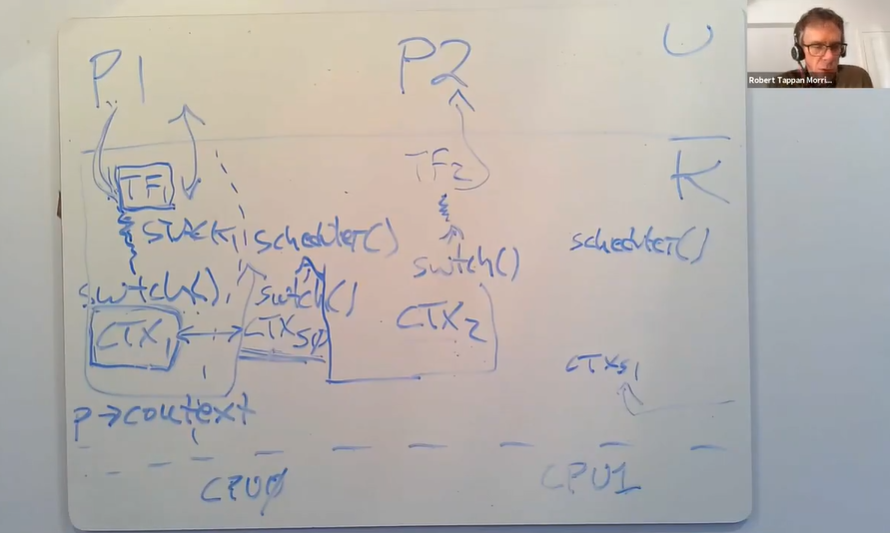 P1 P2 U
Robert Tappan Morri...
TF1 TF2 K
STACK1 scheduler() scheduler()
switch() switch() switch()
CTX1 CTXS0 CTX2
CTXS1
P→context
CPU0 CPU1